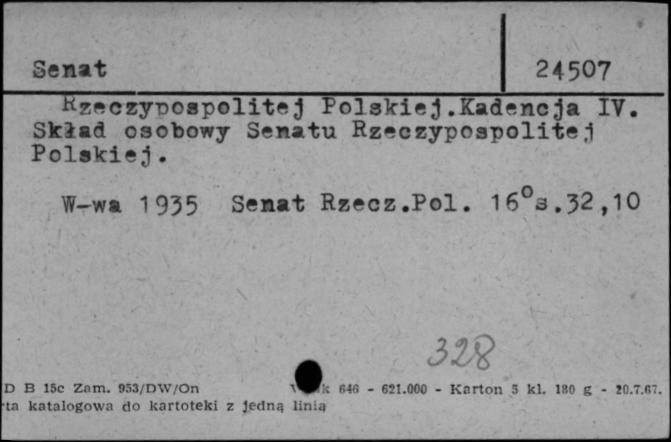 Senat 24507
Rzeczypospolitej Polskiej.Kadencja IV.
Skład osobowy Senatu Rzeczypospolitej
Polskiej.
W-wa 1935 Senat Rzecz.Pol. 16°s.32,10
328
D B 15c Zam. 953/DW/On 646 - 621.000 - Karton 5 kl. 180 g - 20.7.67.
ta katalogowa do kartoteki z jedną linią